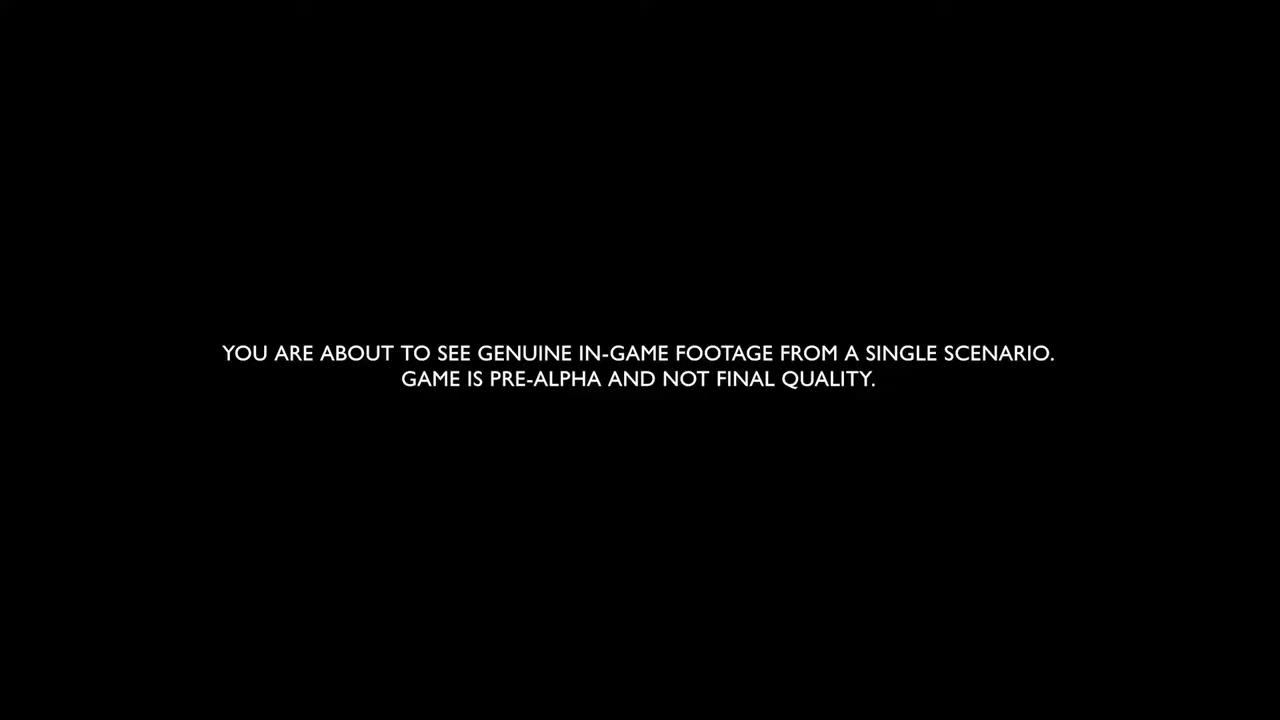 YOU ARE ABOUT TO SEE GENUINE IN-GAME FOOTAGE FROM A SINGLE SCENARIO.
GAME IS PRE-ALPHA AND NOT FINAL QUALITY.